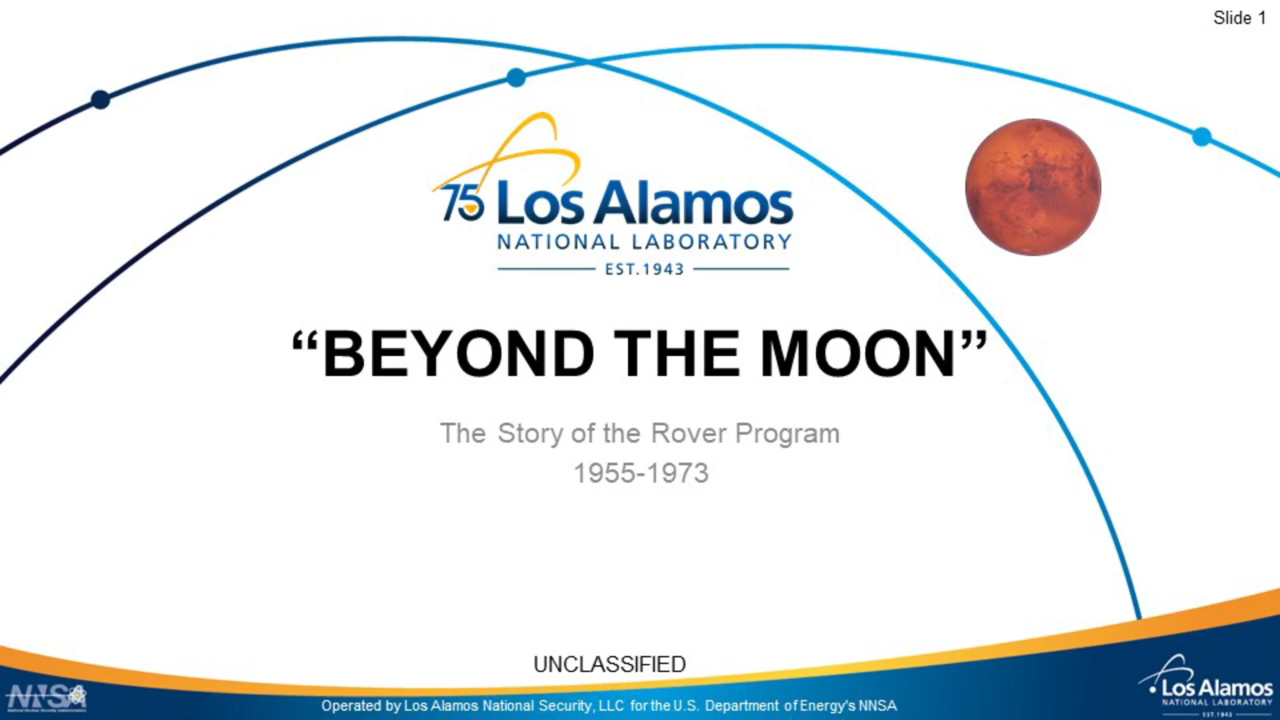 Slide 1
75 Los Alamos
NATIONAL LABORATORY
EST.1943
“BEYOND THE MOON”
The Story of the Rover Program
1955-1973
UNCLASSIFIED
NNSA
Operated by Los Alamos National Security, LLC for the U.S. Department of Energy's NNSA
Los Alamos
NATIONAL LABORATORY
EST.1943